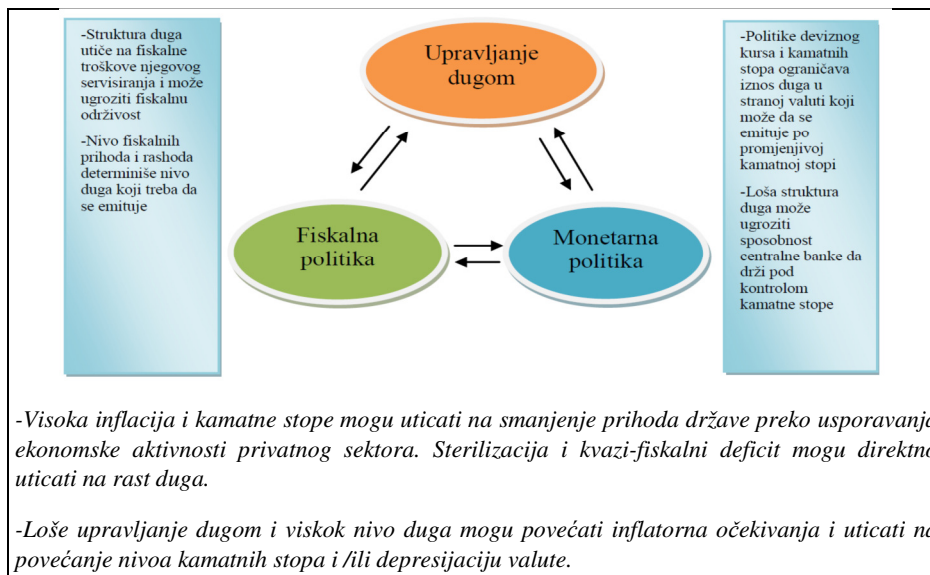 -Struktura duga
utiče na fiskalne
troškove njegovog
servisiranja i može
ugroziti fiskalnu
održivost
-Nivo fiskalnih
prihoda i rashoda
determiniše nivo
duga koji treba da
se emituje
Upravljanje
dugom
Fiskalna
politika
Monetarna
politika
-Politike deviznog
kursa i kamatnih
stopa ograničava
iznos duga u
stranoj valuti koji
može da se
emituje po
promjenjivoj
kamatnoj stopi
-Loša struktura
duga može
ugroziti
sposobnost
centralne banke da
drži pod
kontrolom
kamatne stope
-Visoka inflacija i kamatne stope mogu uticati na smanjenje prihoda države preko usporavanja
ekonomske aktivnosti privatnog sektora. Sterilizacija i kvazi-fiskalni deficit mogu direktno
uticati na rast duga.
-Loše upravljanje dugom i viskok nivo duga mogu povećati inflatorna očekivanja i uticati na
povećanje nivoa kamatnih stopa i /ili depresijaciju valute.